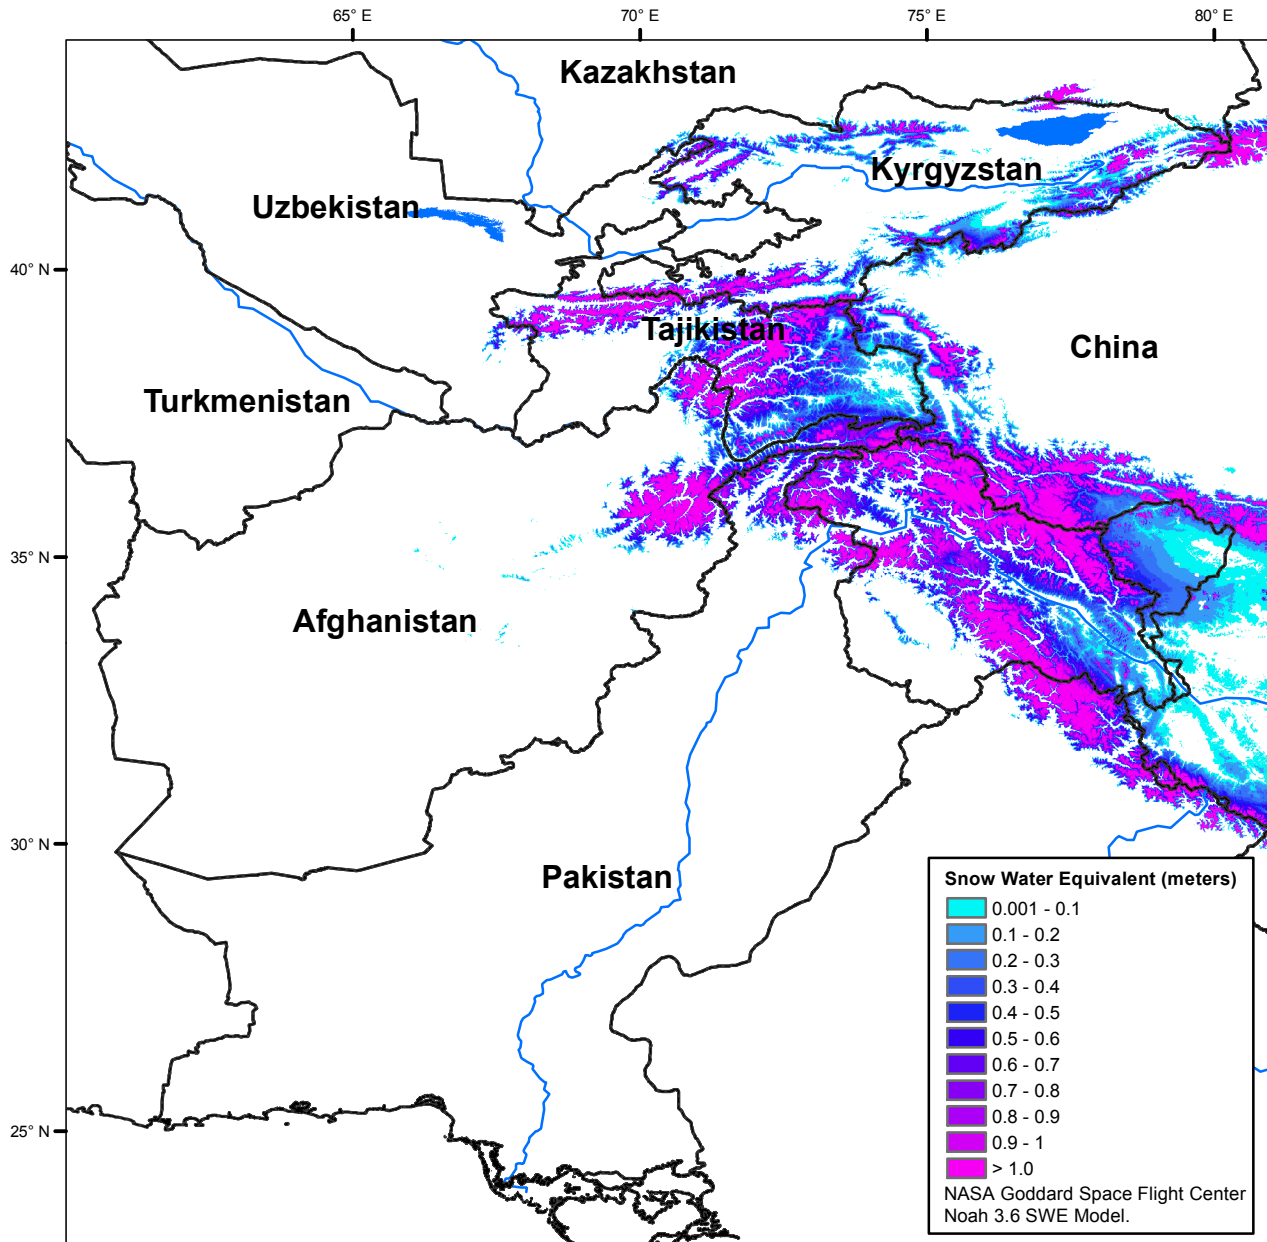 65° E
70° E
75° E
80° E
Kazakhstan
Kyrgyzstan
Uzbekistan
40° N
Tajikistan
China
Turkmenistan
35° N
Afghanistan
30° N
Pakistan
25° N
Snow Water Equivalent (meters)
0.001 - 0.1
0.1 - 0.2
0.2 - 0.3
0.3 - 0.4
0.4 - 0.5
0.5 - 0.6
0.6 - 0.7
0.7 - 0.8
0.8 - 0.9
0.9 - 1
> 1.0
NASA Goddard Space Flight Center
Noah 3.6 SWE Model.